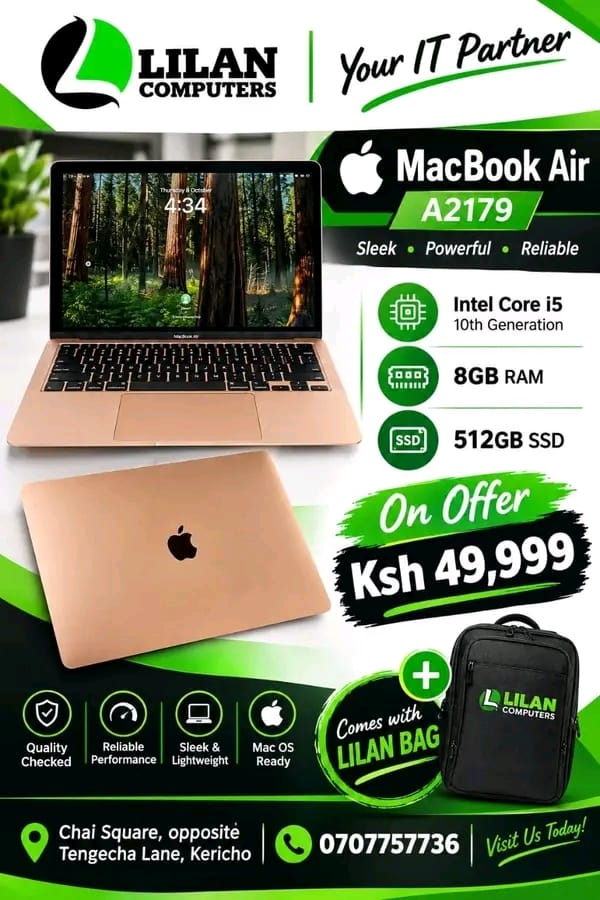 LILAN
COMPUTERS
Your IT Partner
MacBook Air
A2179
Sleek • Powerful • Reliable
Thursday 8 October
4:34
MacBook Air
Intel Core i5
10th Generation
8GB RAM
SSD
512GB SSD
On Offer
Ksh 49,999
+
Comes with
LILAN BAG
LILAN
COMPUTERS
Quality
Checked
Reliable
Performance
Sleek &
Lightweight
Mac OS
Ready
Chai Square, opposite
Tengecha Lane, Kericho
0707757736
Visit Us Today!